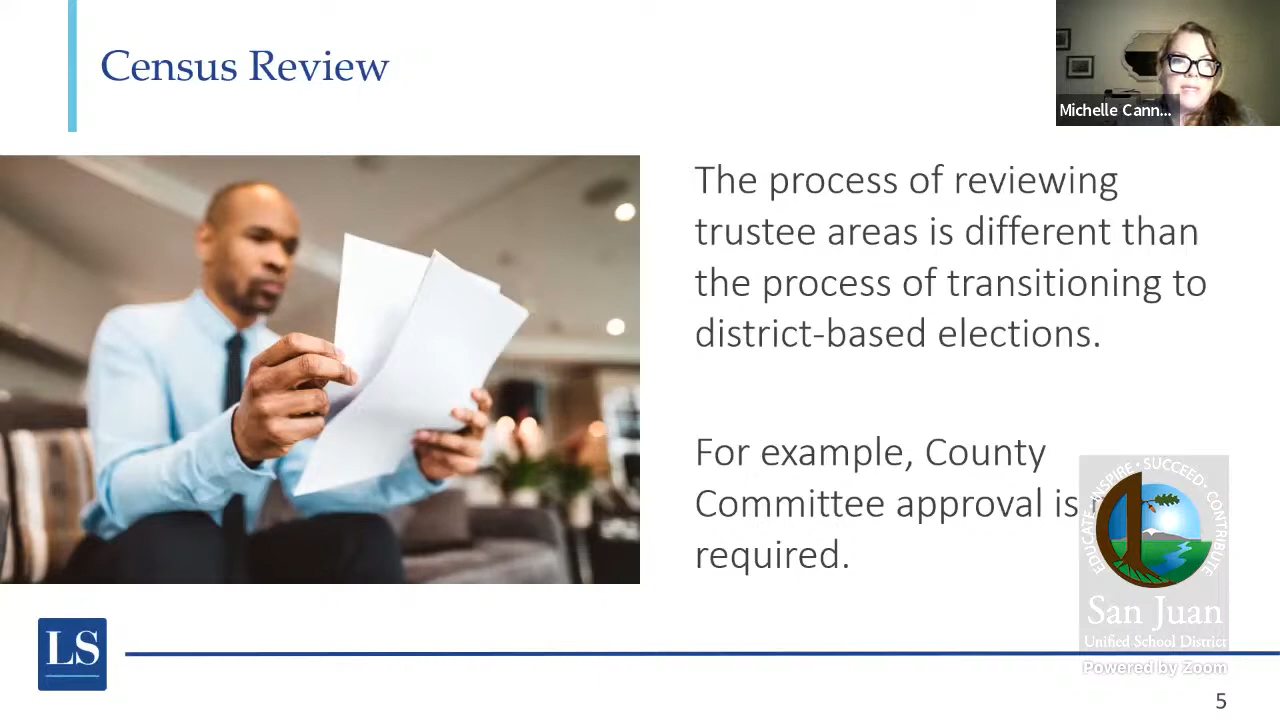 Census Review
Michelle Cann...
The process of reviewing
trustee areas is different than
the process of transitioning to
district-based elections.
For example, County
Committee approval is
required.
EDUCATE · INSPIRE · SUCCEED · CONTRIBUTE
San Juan
Unified School District
Powered by Zoom
LS
5